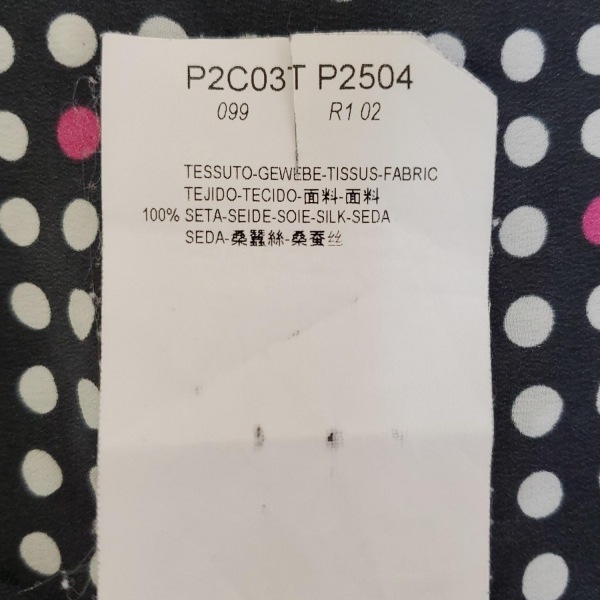 P2C03T P2504
099 R1 02
TESSUTO-GEWEBE-TISSUS-FABRIC
TEJIDO-TECIDO-面料-面料
100% SETA-SEIDE-SOIE-SILK-SEDA
SEDA-桑蠶絲-桑蚕丝